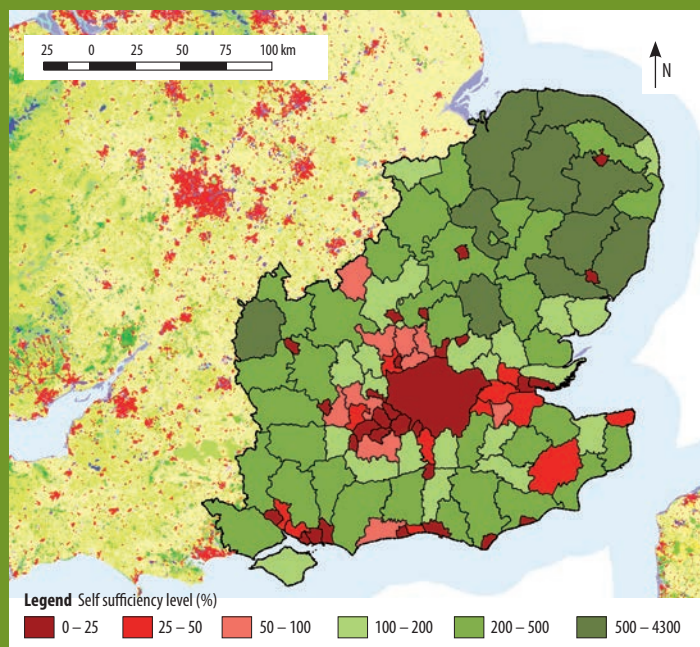 25 0 25 50 75 100 km
N
Legend Self sufficiency level (%)
0 – 25 25 – 50 50 – 100 100 – 200 200 – 500 500 – 4300